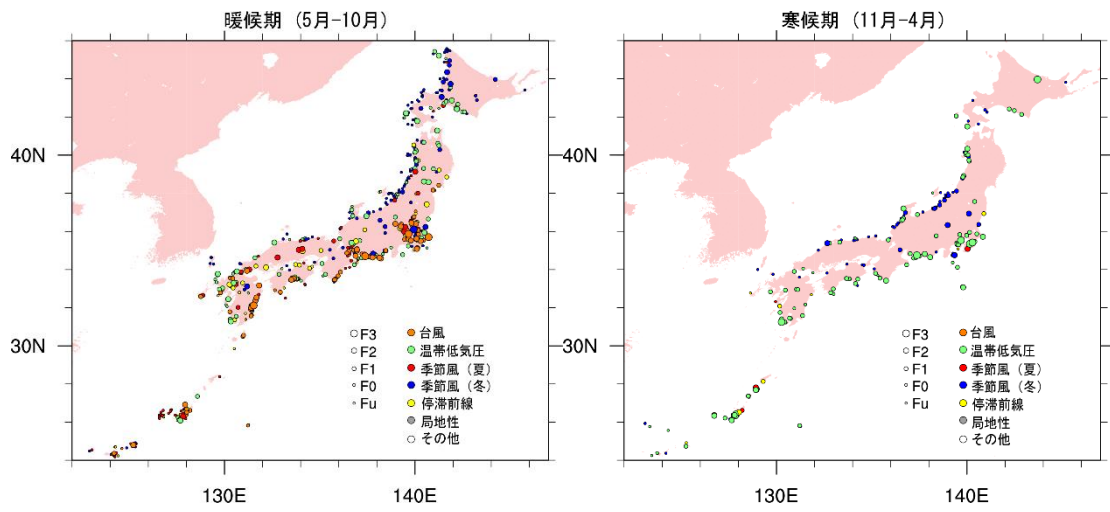 暖候期 (5月-10月)
40N
30N
130E
140E
F3
F2
F1
F0
Fu
台風
温帯低気圧
季節風 (夏)
季節風 (冬)
停滞前線
局地性
その他
寒候期 (11月-4月)
40N
30N
130E
140E
F3
F2
F1
F0
Fu
台風
温帯低気圧
季節風 (夏)
季節風 (冬)
停滞前線
局地性
その他